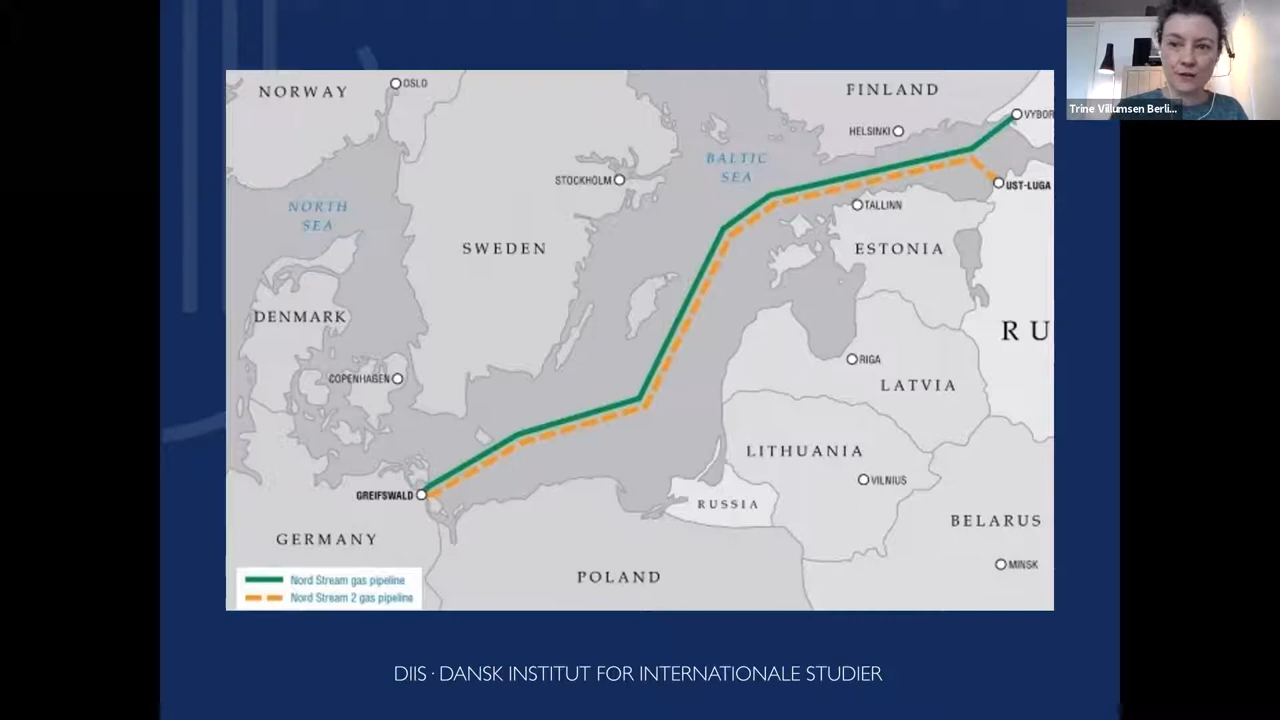 Trine Villumsen Berli...
NORWAY
OSLO
FINLAND
HELSINKI
VYBOR
BALTIC
SEA
STOCKHOLM
UST-LUGA
NORTH
SEA
TALLINN
SWEDEN
ESTONIA
DENMARK
RU
RIGA
COPENHAGEN
LATVIA
LITHUANIA
VILNIUS
GREIFSWALD
RUSSIA
BELARUS
GERMANY
MINSK
POLAND
Nord Stream gas pipeline
Nord Stream 2 gas pipeline
DIIS · DANSK INSTITUT FOR INTERNATIONALE STUDIER